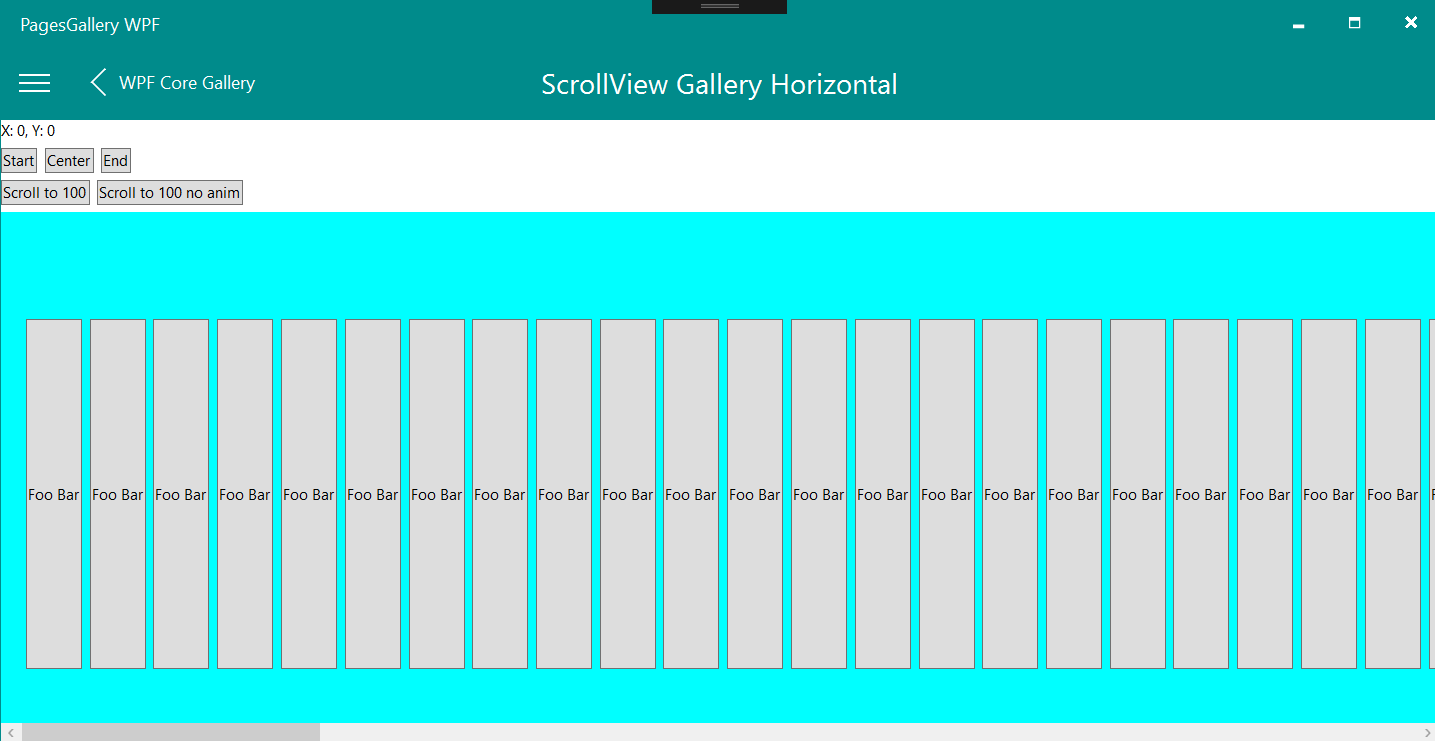 PagesGallery WPF
WPF Core Gallery
ScrollView Gallery Horizontal
X: 0, Y: 0
Start Center End
Scroll to 100 Scroll to 100 no anim
Foo Bar Foo Bar Foo Bar Foo Bar Foo Bar Foo Bar Foo Bar Foo Bar Foo Bar Foo Bar Foo Bar Foo Bar Foo Bar Foo Bar Foo Bar Foo Bar Foo Bar Foo Bar Foo Bar Foo Bar Foo Bar Foo Bar